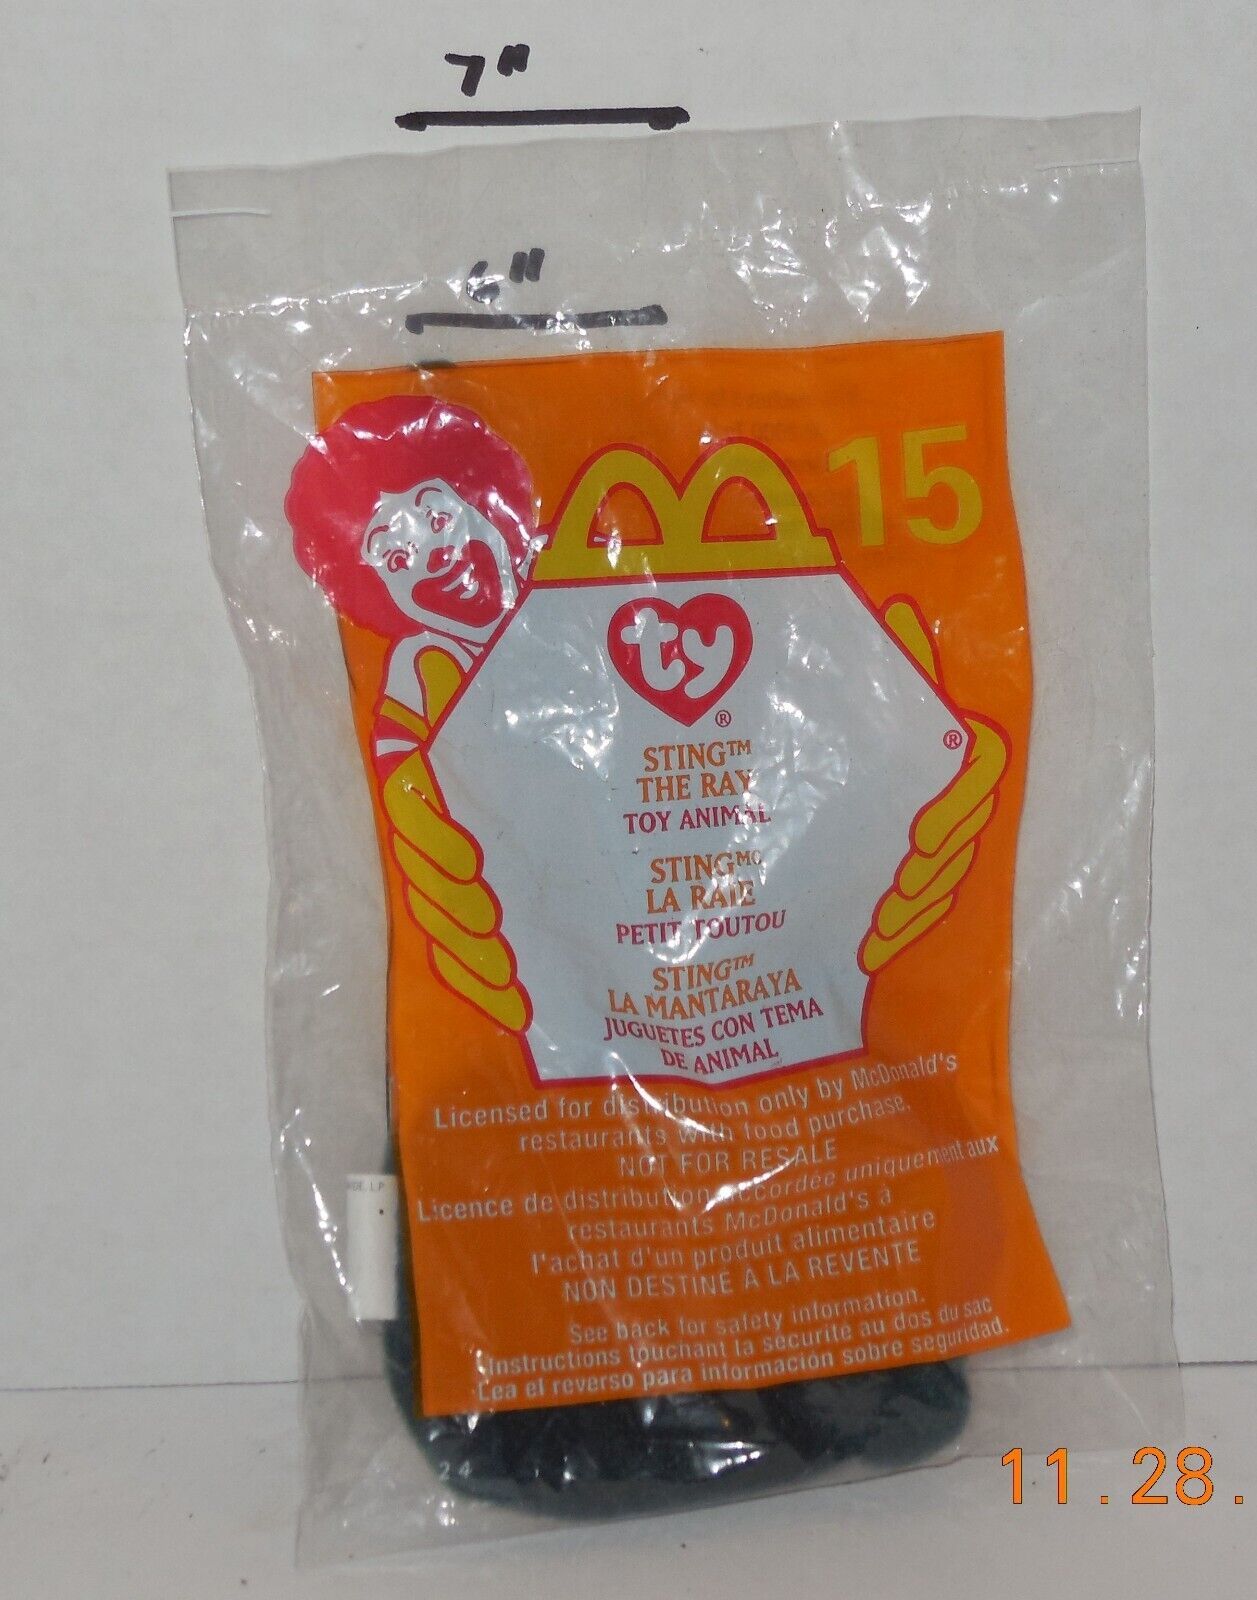 7"
6"
15
ty®
STING™
THE RAY
TOY ANIMAL
®
STINGMC
LA RAIE
PETIT TOUTOU
STING™
LA MANTARAYA
JUGUETES CON TEMA
DE ANIMAL
Licensed for distribution only by McDonald's
restaurants with food purchase.
NOT FOR RESALE
Licence de distribution accordée uniquement aux
restaurants McDonald's à
l'achat d'un produit alimentaire
NON DESTINÉ À LA REVENTE
See back for safety information.
Instructions touchant la sécurité au dos du sac
Lea el reverso para información sobre seguridad.
LP
24
11.28.